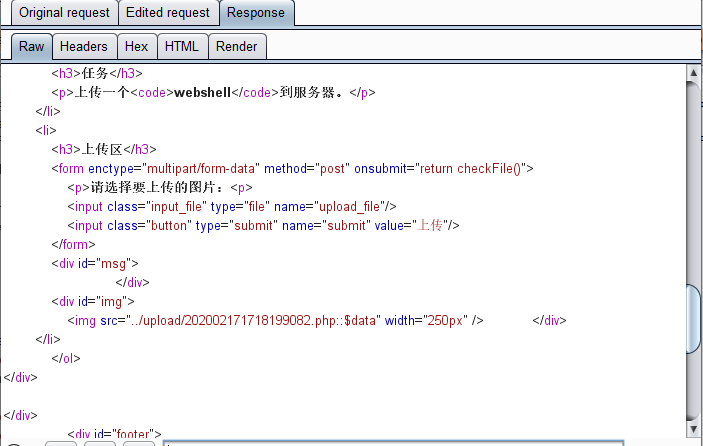 Original request Edited request Response
Raw Headers Hex HTML Render
<h3>任务</h3>
<p>上传一个<code>webshell</code>到服务器。</p>
</li>
<li>
<h3>上传区</h3>
<form enctype="multipart/form-data" method="post" onsubmit="return checkFile()">
<p>请选择要上传的图片：<p>
<input class="input_file" type="file" name="upload_file"/>
<input class="button" type="submit" name="submit" value="上传"/>
</form>
<div id="msg">
</div>
<div id="img">
<img src="../upload/202002171718199082.php::$data" width="250px" /> </div>
</li>
</ol>
</div>
</div>
<div id="footer">